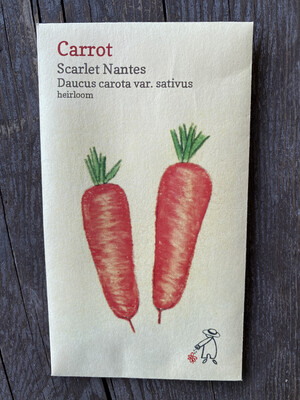 Carrot
Scarlet Nantes
Daucus carota var. sativus
heirloom